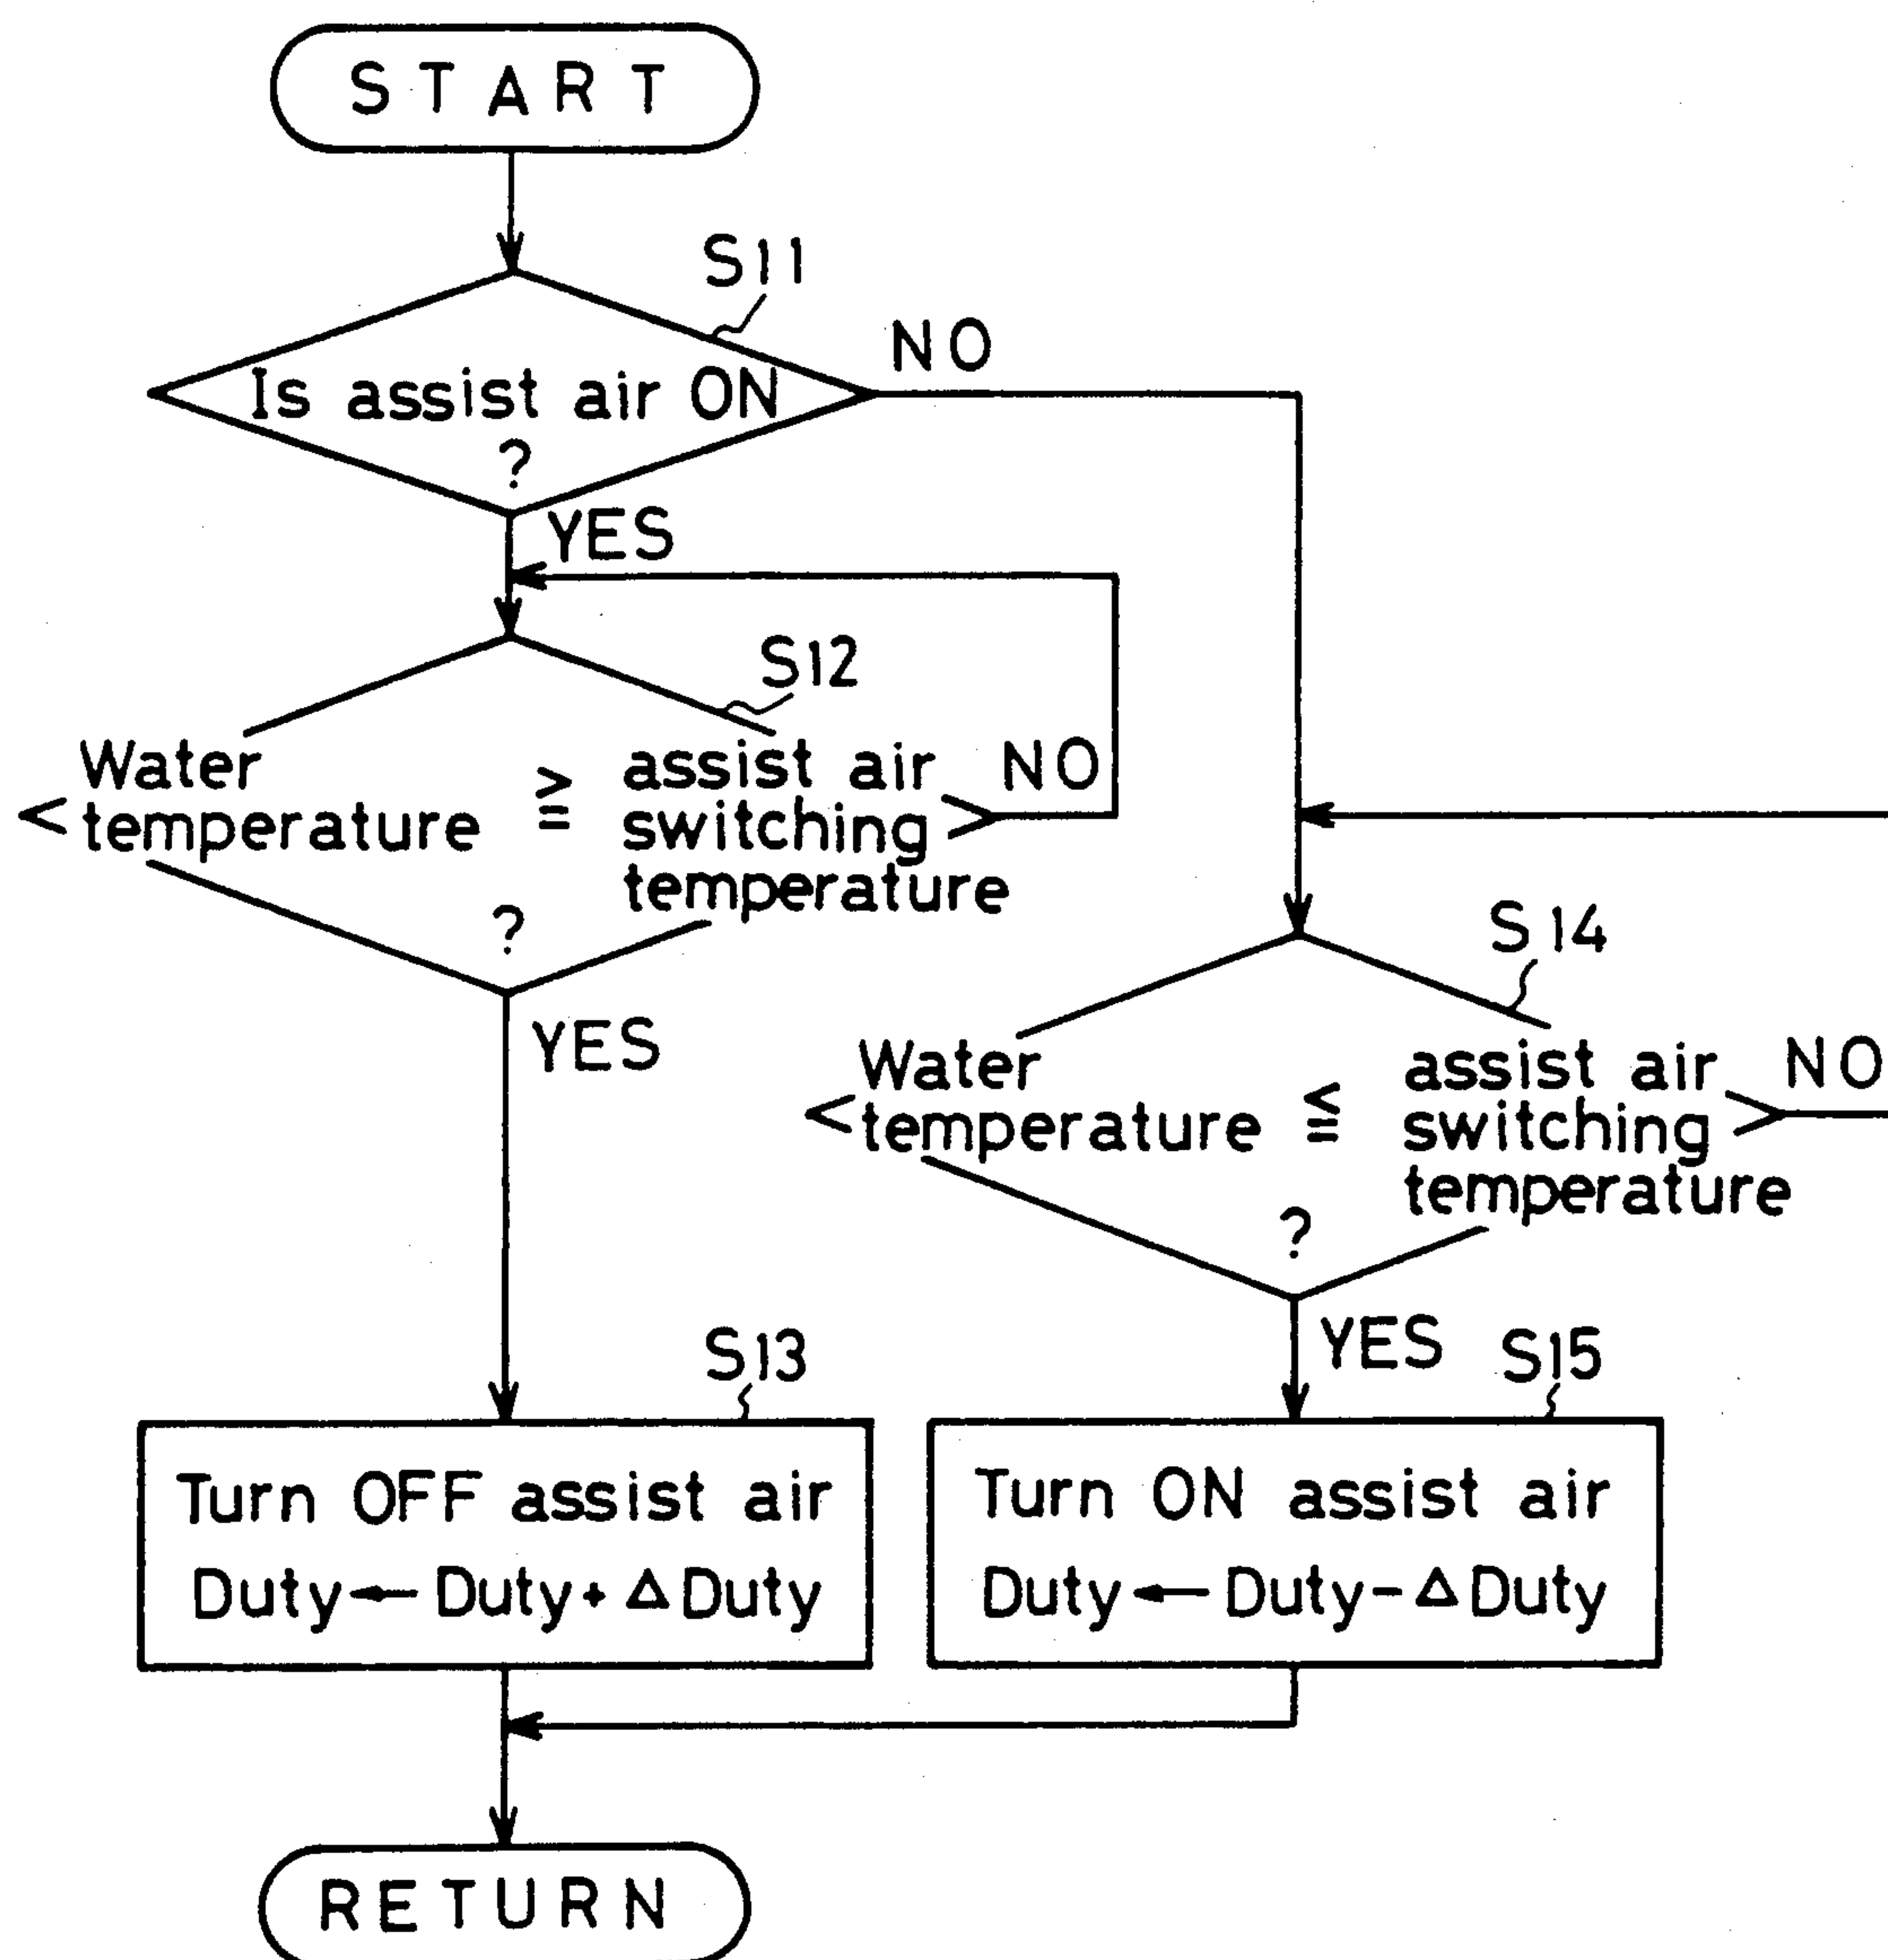 START
S11
Is assist air ON
?
NO
YES
S12
Water
temperature
≧
assist air
switching
temperature
?
NO
YES
S14
Water
temperature
≦
assist air
switching
temperature
?
NO
YES
S13
Turn OFF assist air
Duty ← Duty + Δ Duty
S15
Turn ON assist air
Duty ← Duty − Δ Duty
RETURN